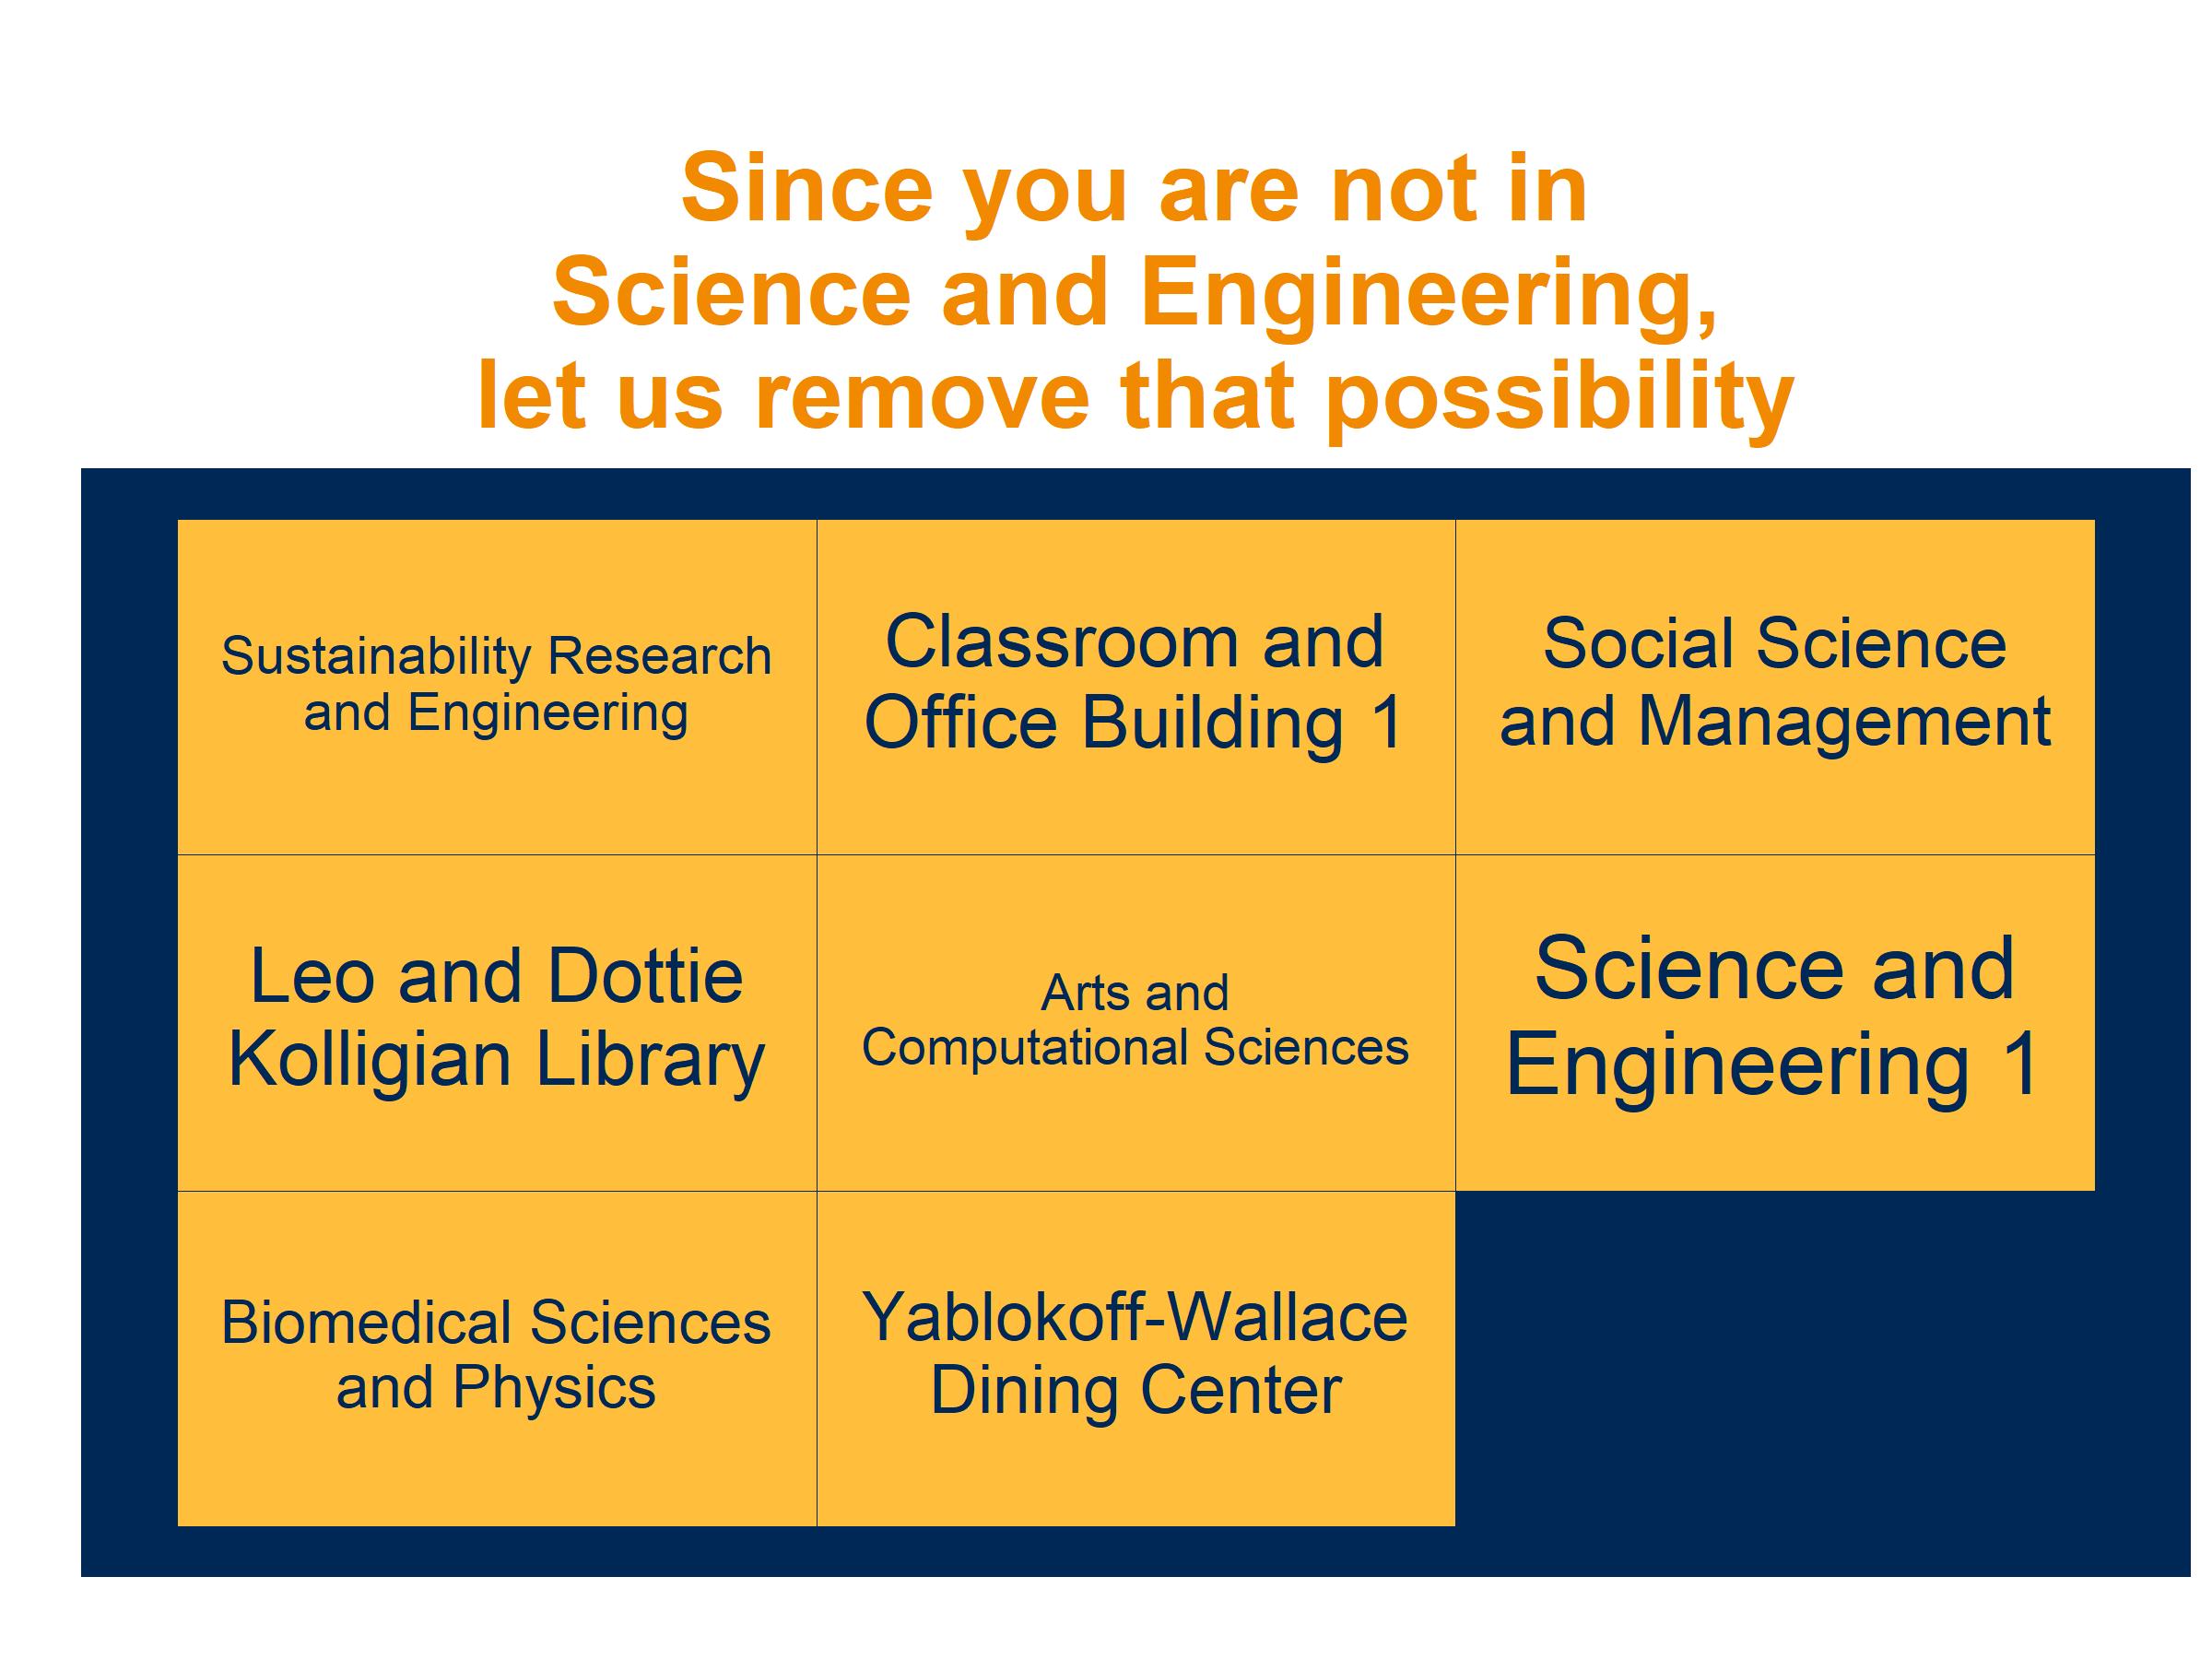 Since you are not in
Science and Engineering,
let us remove that possibility
Sustainability Research
and Engineering
Classroom and
Office Building 1
Social Science
and Management
Leo and Dottie
Kolligian Library
Arts and
Computational Sciences
Science and
Engineering 1
Biomedical Sciences
and Physics
Yablokoff-Wallace
Dining Center